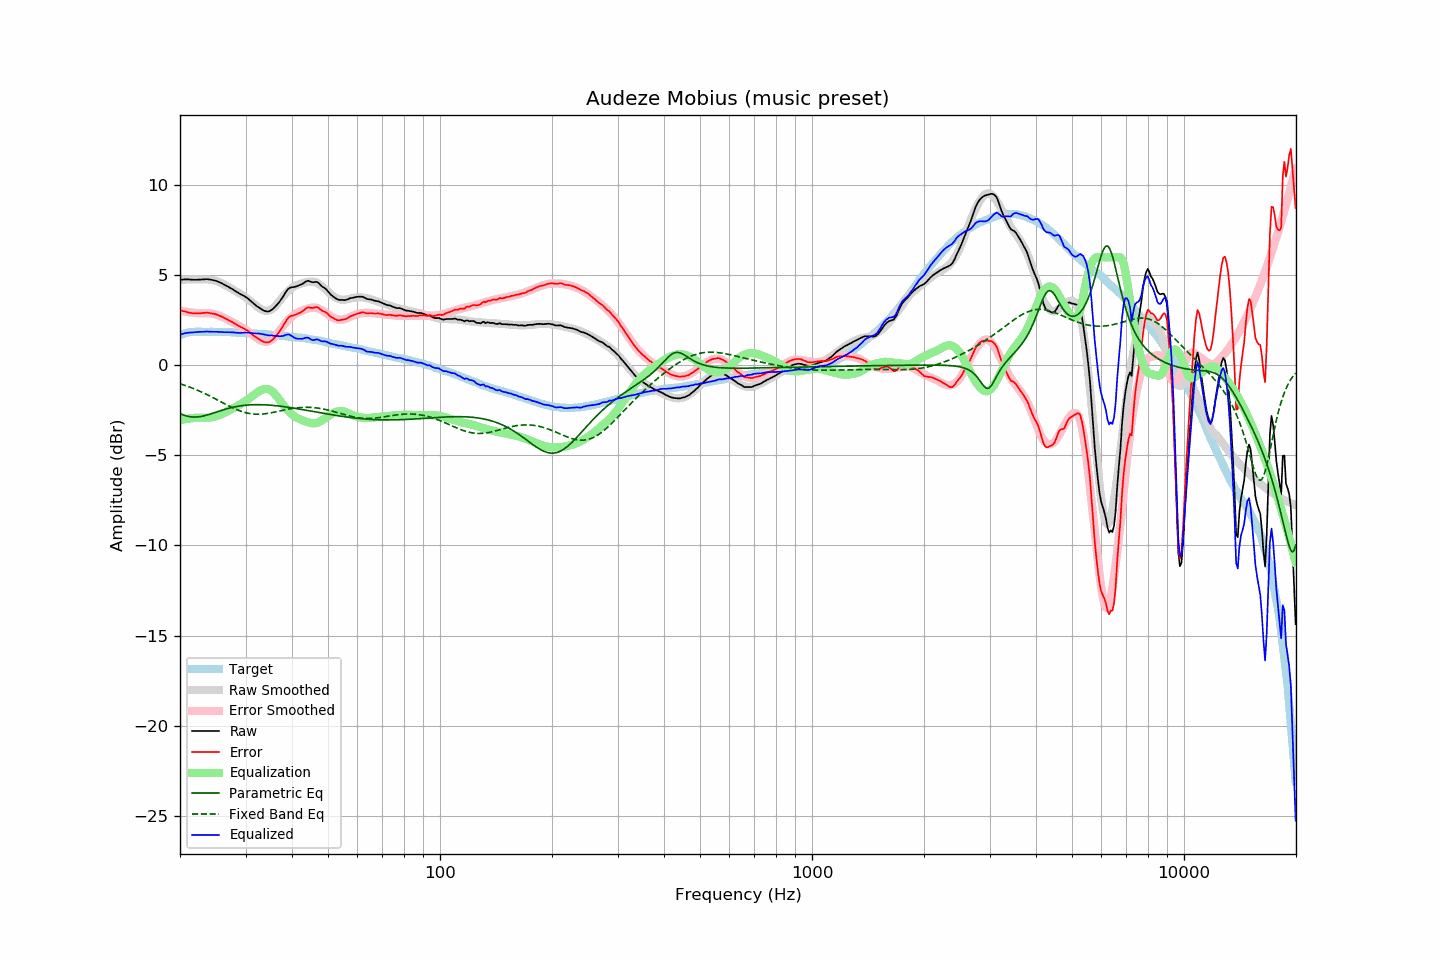 Audeze Mobius (music preset)
10
5
0
−5
−10
−15
−20
−25
Amplitude (dBr)
Target
Raw Smoothed
Error Smoothed
Raw
Error
Equalization
Parametric Eq
Fixed Band Eq
Equalized
100 1000 10000
Frequency (Hz)